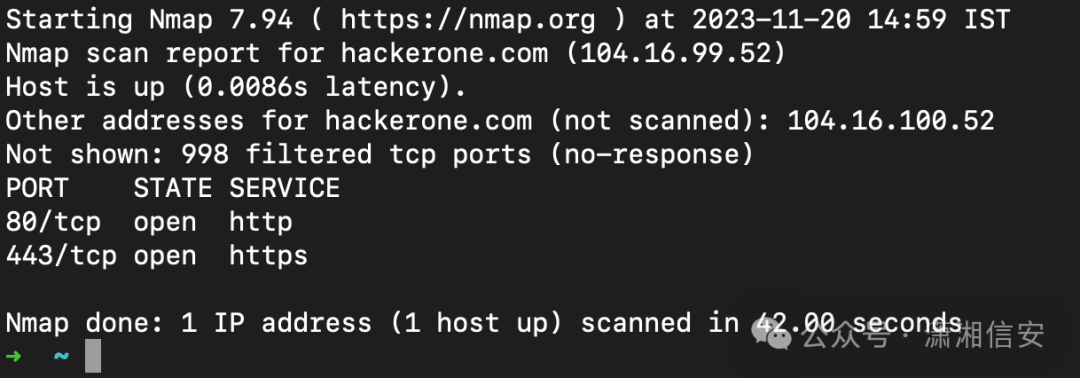 Starting Nmap 7.94 ( https://nmap.org ) at 2023-11-20 14:59 IST
Nmap scan report for hackerone.com (104.16.99.52)
Host is up (0.0086s latency).
Other addresses for hackerone.com (not scanned): 104.16.100.52
Not shown: 998 filtered tcp ports (no-response)
PORT    STATE SERVICE
80/tcp  open  http
443/tcp open  https
Nmap done: 1 IP address (1 host up) scanned in 42.00 seconds
公众号 · 潇湘信安
➜  ~